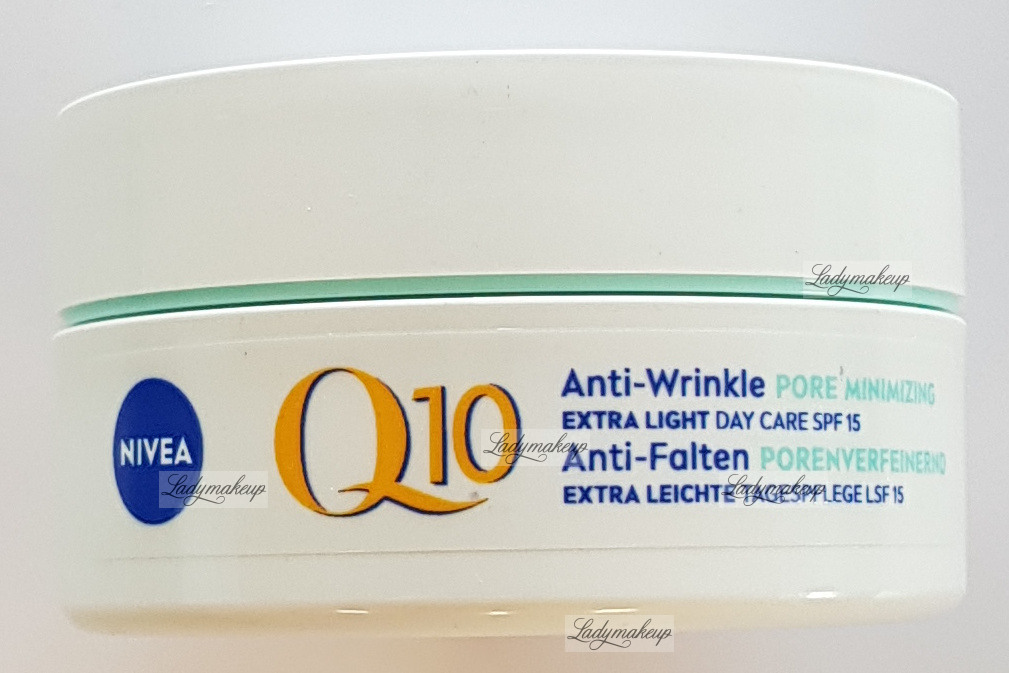 NIVEA
Q10
Anti-Wrinkle PORE MINIMIZING
EXTRA LIGHT DAY CARE SPF 15
Anti-Falten PORENVERFEINERND
EXTRA LEICHTE TAGESPFLEGE LSF 15
Ladymakeup
Ladymakeup
Ladymakeup
Ladymakeup
Ladymakeup